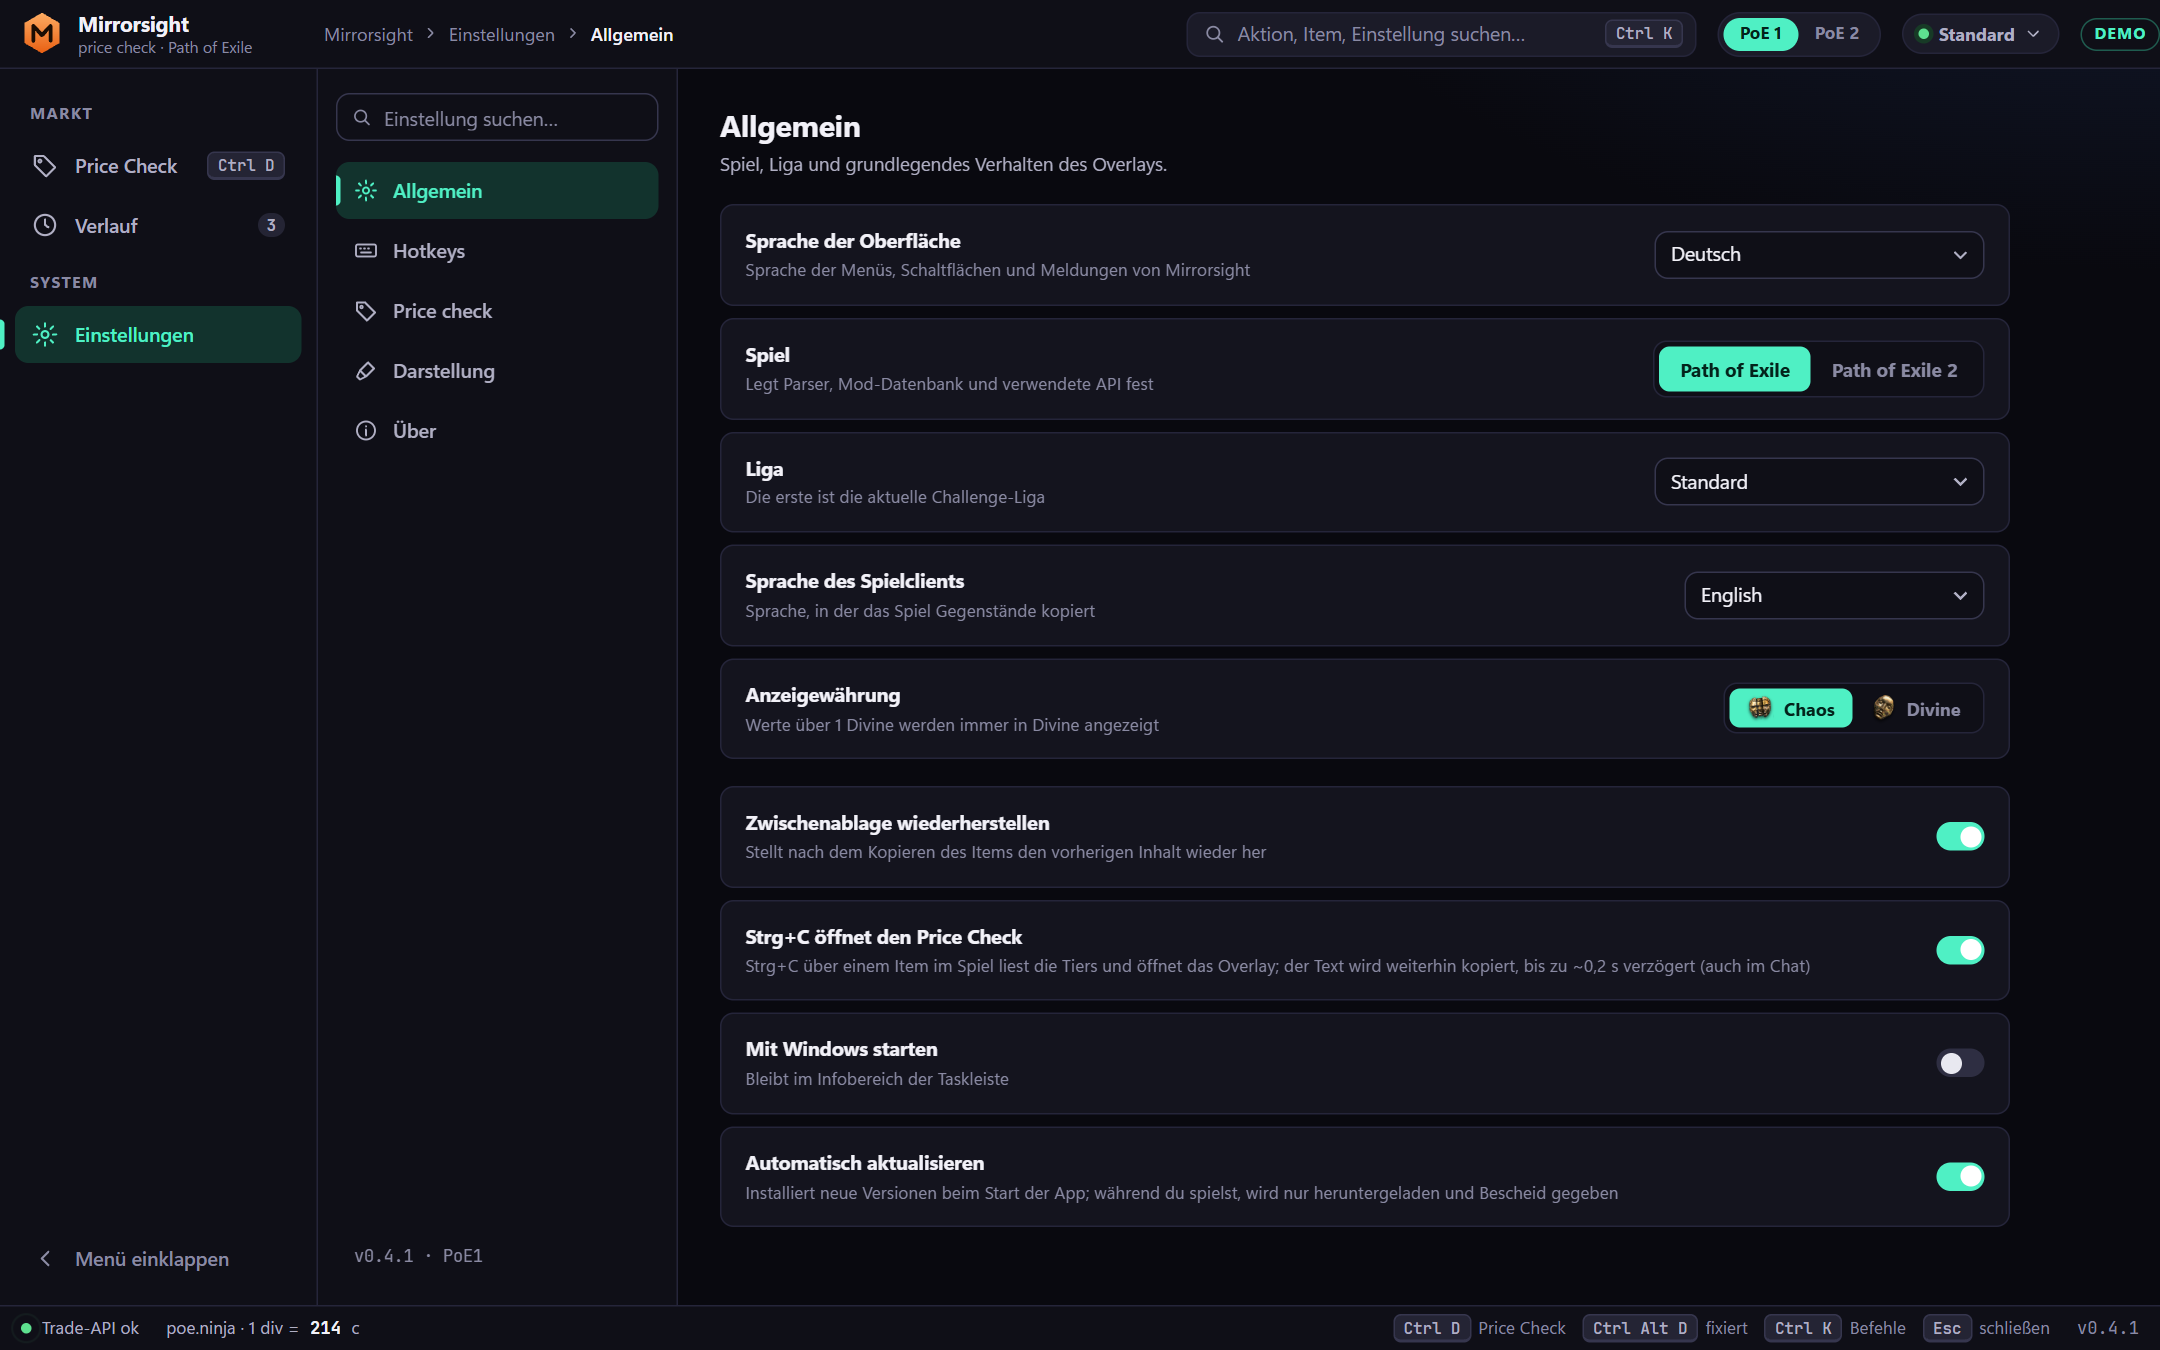 Mirrorsight
price check · Path of Exile
Mirrorsight > Einstellungen > Allgemein
Aktion, Item, Einstellung suchen... Ctrl K
PoE 1 PoE 2
Standard
DEMO
MARKT
Price Check Ctrl D
Verlauf 3
SYSTEM
Einstellungen
Menü einklappen
Einstellung suchen...
Allgemein
Hotkeys
Price check
Darstellung
Über
v0.4.1 · PoE1
Allgemein
Spiel, Liga und grundlegendes Verhalten des Overlays.
Sprache der Oberfläche
Sprache der Menüs, Schaltflächen und Meldungen von Mirrorsight
Deutsch
Spiel
Legt Parser, Mod-Datenbank und verwendete API fest
Path of Exile Path of Exile 2
Liga
Die erste ist die aktuelle Challenge-Liga
Standard
Sprache des Spielclients
Sprache, in der das Spiel Gegenstände kopiert
English
Anzeigewährung
Werte über 1 Divine werden immer in Divine angezeigt
Chaos Divine
Zwischenablage wiederherstellen
Stellt nach dem Kopieren des Items den vorherigen Inhalt wieder her
Strg+C öffnet den Price Check
Strg+C über einem Item im Spiel liest die Tiers und öffnet das Overlay; der Text wird weiterhin kopiert, bis zu ~0,2 s verzögert (auch im Chat)
Mit Windows starten
Bleibt im Infobereich der Taskleiste
Automatisch aktualisieren
Installiert neue Versionen beim Start der App; während du spielst, wird nur heruntergeladen und Bescheid gegeben
Trade-API ok poe.ninja · 1 div = 214 c
Ctrl D Price Check Ctrl Alt D fixiert Ctrl K Befehle Esc schließen v0.4.1